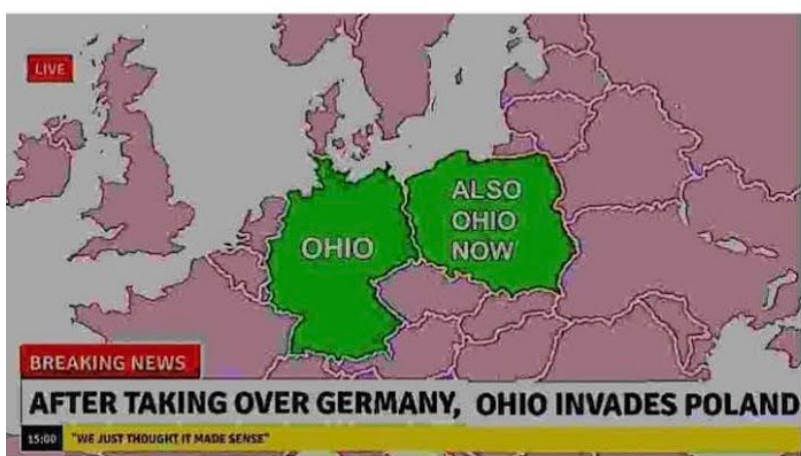 LIVE
ALSO
OHIO
OHIO
NOW
BREAKING NEWS
AFTER TAKING OVER GERMANY, OHIO INVADES POLAND
15:00 "WE JUST THOUGHT IT MADE SENSE"